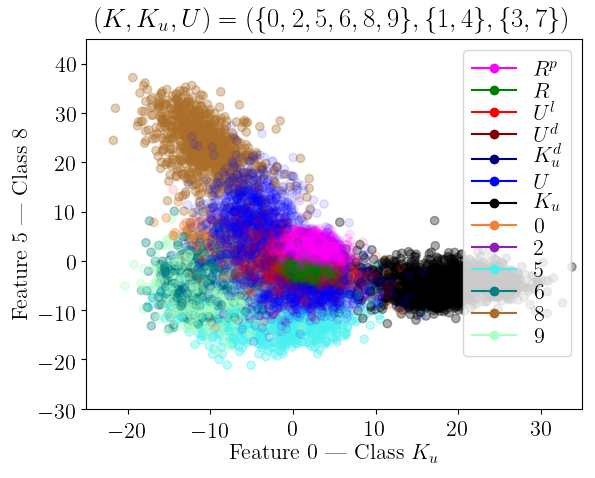 (K, K_u, U) = ({0, 2, 5, 6, 8, 9}, {1, 4}, {3, 7})
40
30
20
10
0
−10
−20
−30
Feature 5 — Class 8
R^p
R
U^l
U^d
K_u^d
U
K_u
0
2
5
6
8
9
−20
−10
0
10
20
30
Feature 0 — Class K_u